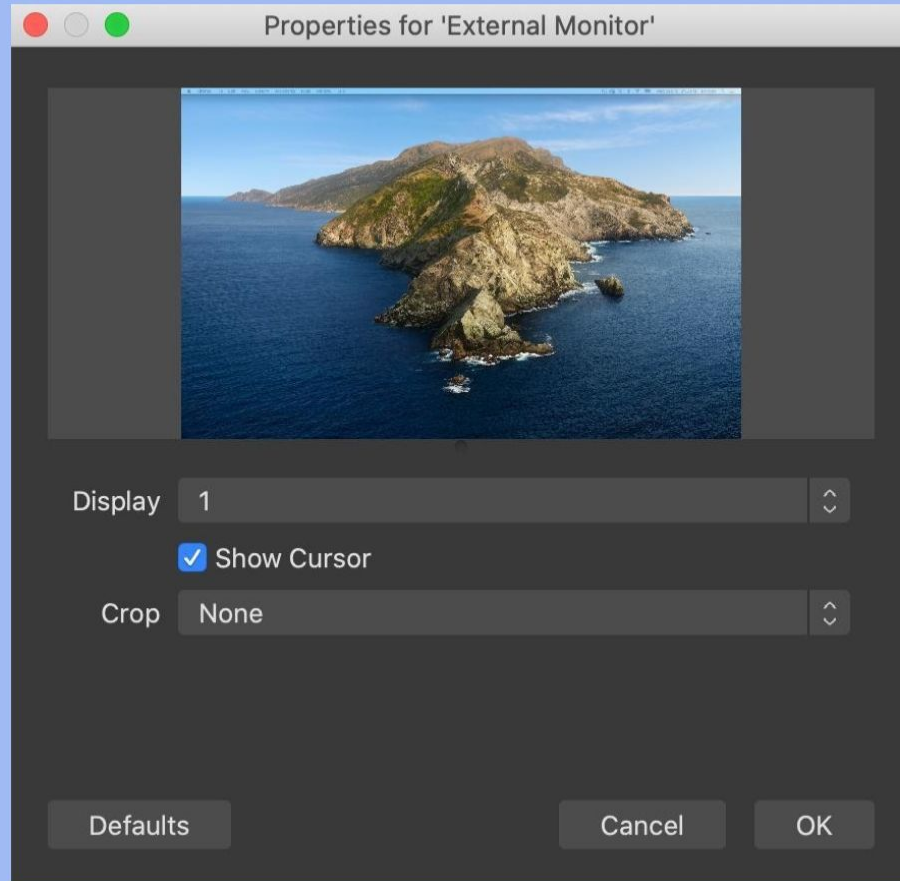 Properties for 'External Monitor'
Display 1
Show Cursor
Crop None
Defaults Cancel OK